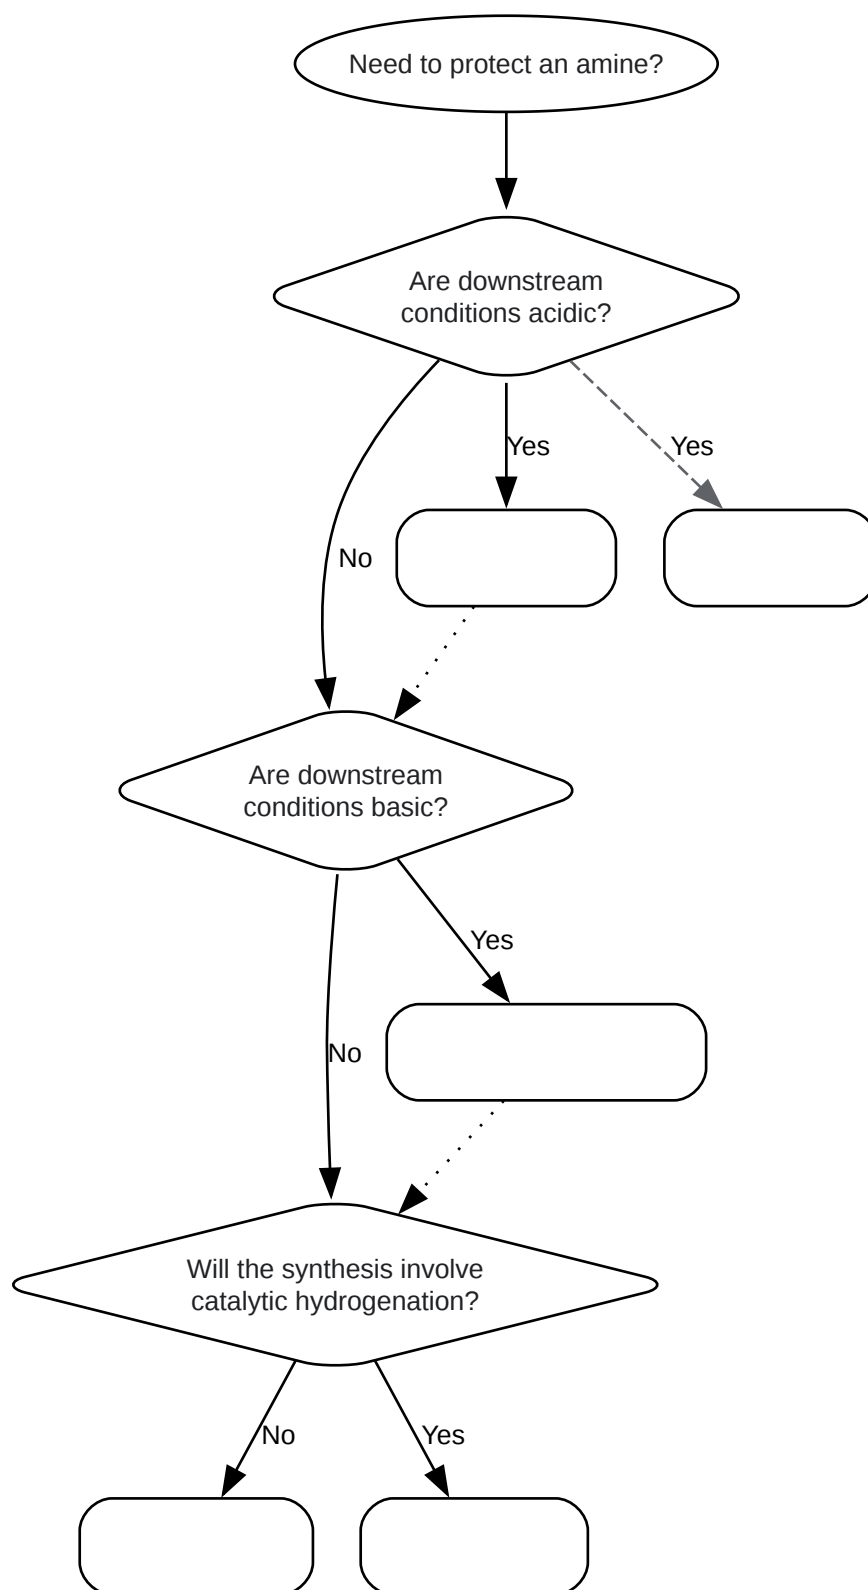 Need to protect an amine?
Are downstream
conditions acidic?
Yes
Yes
No
Are downstream
conditions basic?
Yes
No
Will the synthesis involve
catalytic hydrogenation?
No
Yes